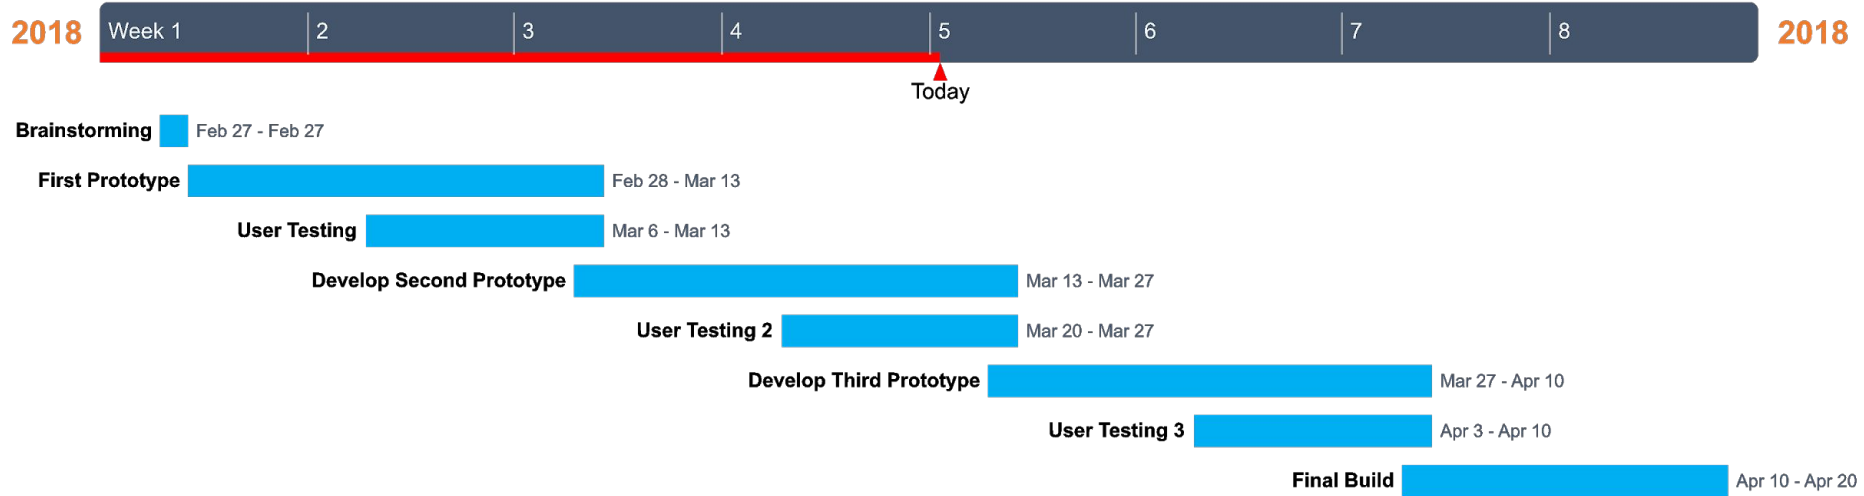 2018 Week 1 2 3 4 5 6 7 8 2018
Today
Brainstorming Feb 27 - Feb 27
First Prototype Feb 28 - Mar 13
User Testing Mar 6 - Mar 13
Develop Second Prototype Mar 13 - Mar 27
User Testing 2 Mar 20 - Mar 27
Develop Third Prototype Mar 27 - Apr 10
User Testing 3 Apr 3 - Apr 10
Final Build Apr 10 - Apr 20